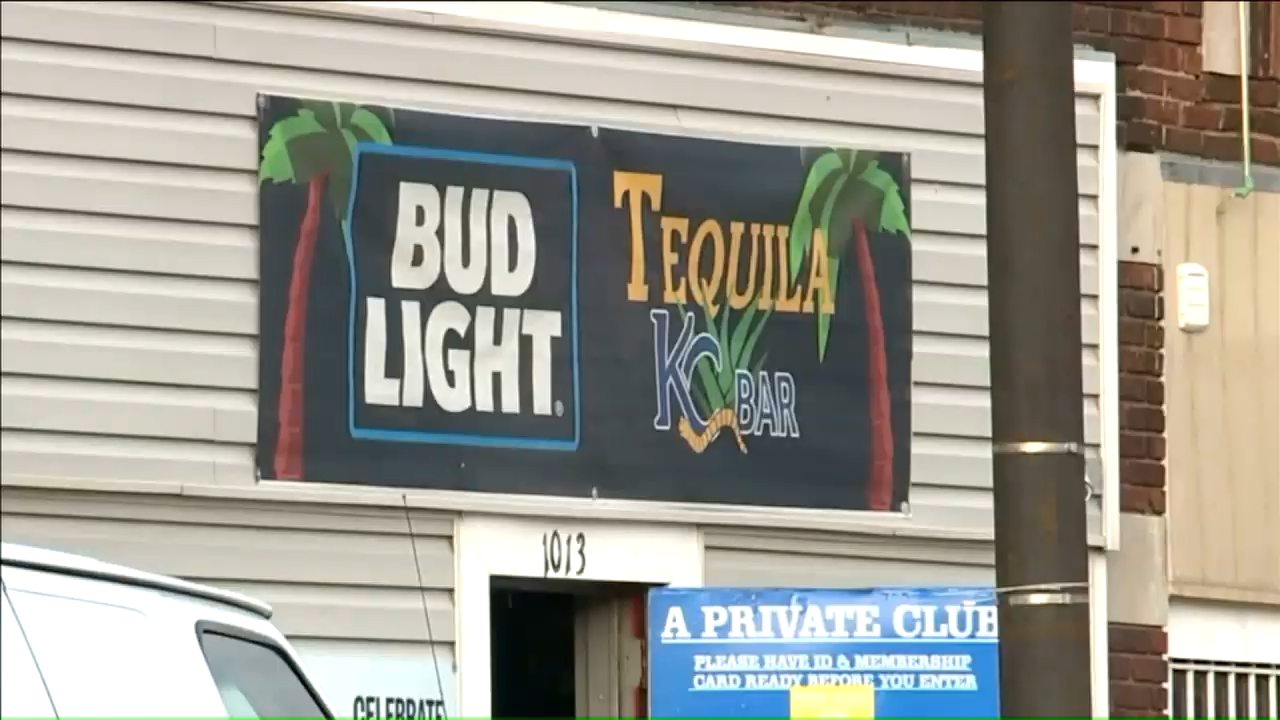 BUD
LIGHT®
TEQUILA
KC BAR
1013
A PRIVATE CLUB
PLEASE HAVE ID & MEMBERSHIP
CARD READY BEFORE YOU ENTER
CELEBRATE